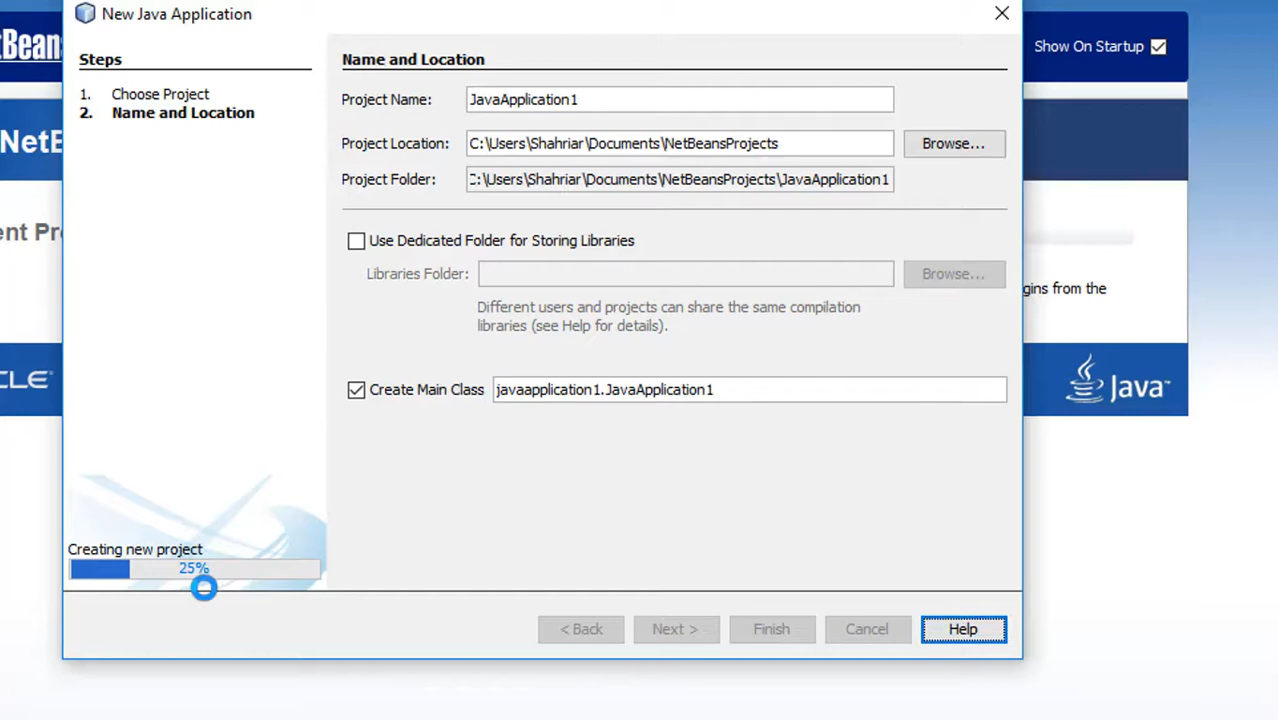 New Java Application
tBeans
Show On Startup
Steps
Name and Location
1. Choose Project
2. Name and Location
Project Name: JavaApplication1
Project Location: C:\Users\Shahriar\Documents\NetBeansProjects Browse...
Project Folder: C:\Users\Shahriar\Documents\NetBeansProjects\JavaApplication1
NetB
ent Pr
Use Dedicated Folder for Storing Libraries
Libraries Folder: Browse...
gins from the
Different users and projects can share the same compilation
libraries (see Help for details).
CLE
Java™
Create Main Class javaapplication1.JavaApplication1
Creating new project
25%
< Back Next > Finish Cancel Help